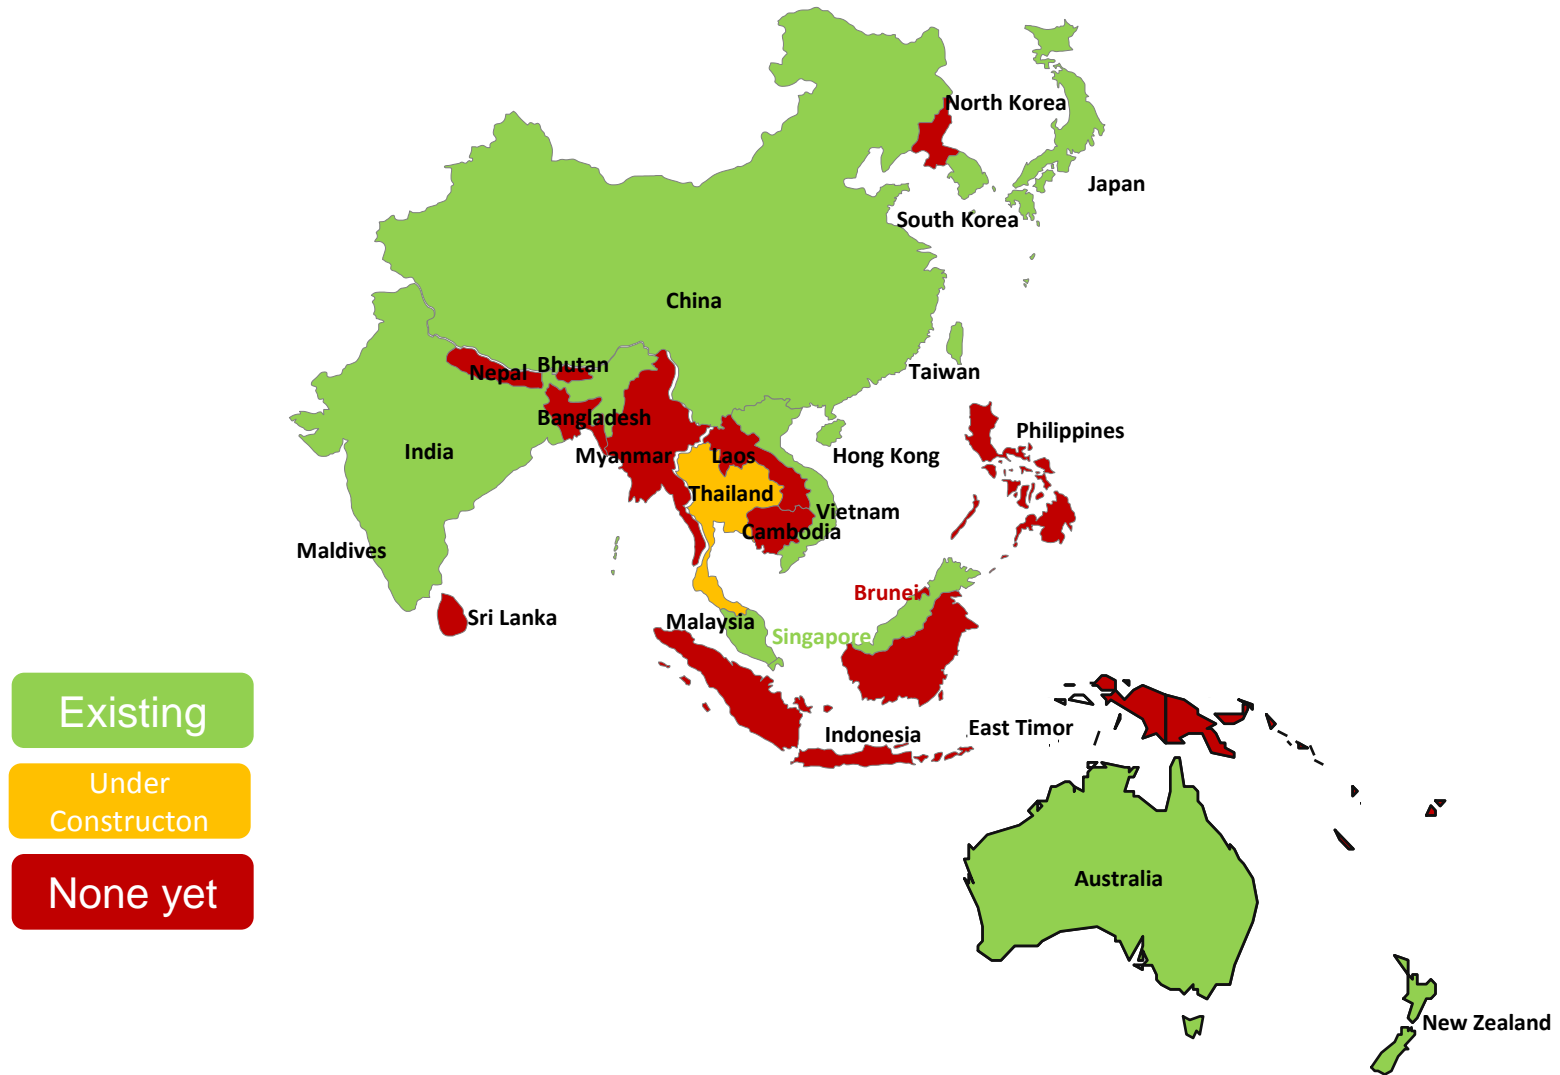 North Korea
Japan
South Korea
China
Taiwan
Bhutan
Nepal
Bangladesh
Philippines
India
Myanmar
Laos
Hong Kong
Thailand
Vietnam
Cambodia
Maldives
Brunei
Sri Lanka
Malaysia
Singapore
Existing
Indonesia
East Timor
Under
Constructon
None yet
Australia
New Zealand